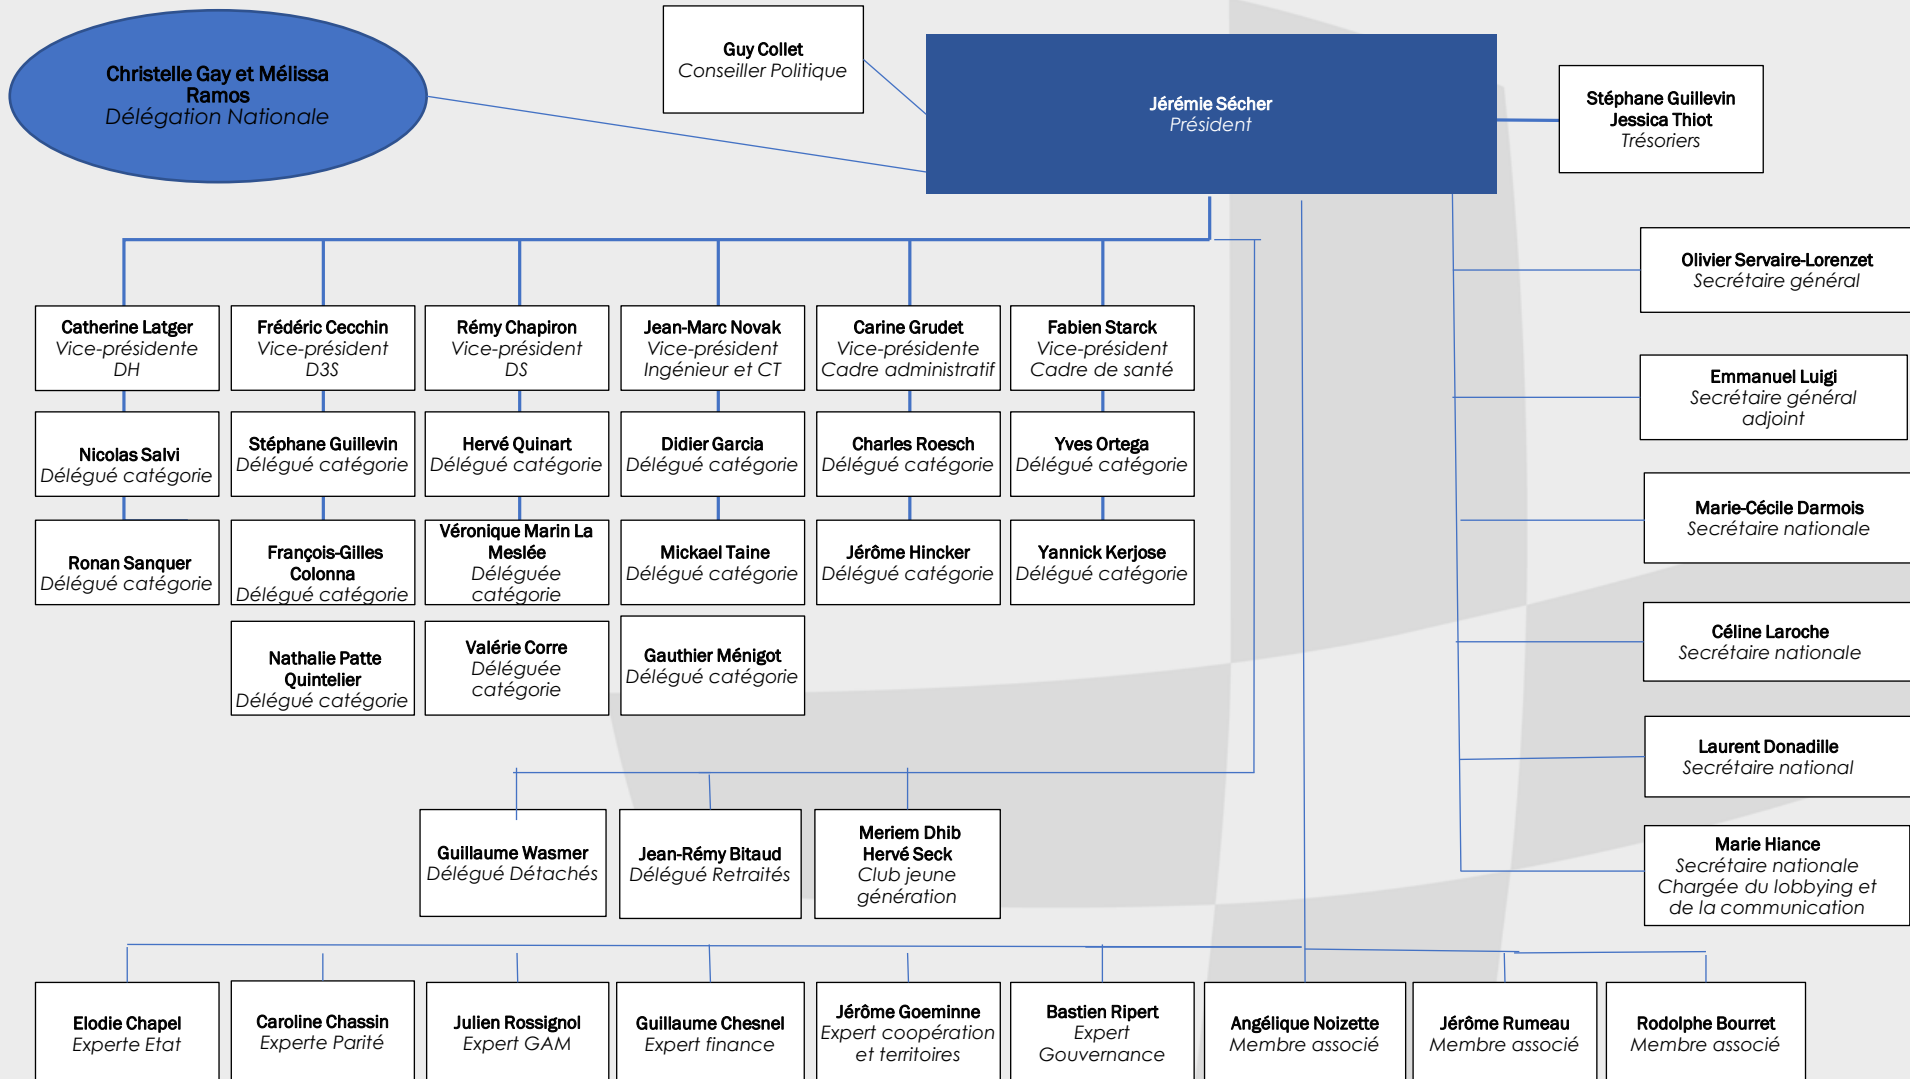 Christelle Gay et Mélissa
Ramos
Délégation Nationale
Guy Collet
Conseiller Politique
Jérémie Sécher
Président
Stéphane Guillevin
Jessica Thiot
Trésoriers
Olivier Servaire-Lorenzet
Secrétaire général
Emmanuel Luigi
Secrétaire général
adjoint
Marie-Cécile Darmois
Secrétaire nationale
Céline Laroche
Secrétaire nationale
Laurent Donadille
Secrétaire national
Marie Hiance
Secrétaire nationale
Chargée du lobbying et
de la communication
Catherine Latger
Vice-présidente
DH
Frédéric Cecchin
Vice-président
D3S
Rémy Chapiron
Vice-président
DS
Jean-Marc Novak
Vice-président
Ingénieur et CT
Carine Grudet
Vice-présidente
Cadre administratif
Fabien Starck
Vice-président
Cadre de santé
Nicolas Salvi
Délégué catégorie
Stéphane Guillevin
Délégué catégorie
Hervé Quinart
Délégué catégorie
Didier Garcia
Délégué catégorie
Charles Roesch
Délégué catégorie
Yves Ortega
Délégué catégorie
Ronan Sanquer
Délégué catégorie
François-Gilles
Colonna
Délégué catégorie
Véronique Marin La
Meslée
Déléguée
catégorie
Mickael Taine
Délégué catégorie
Jérôme Hincker
Délégué catégorie
Yannick Kerjose
Délégué catégorie
Nathalie Patte
Quintelier
Délégué catégorie
Valérie Corre
Déléguée
catégorie
Gauthier Ménigot
Délégué catégorie
Guillaume Wasmer
Délégué Détachés
Jean-Rémy Bitaud
Délégué Retraités
Meriem Dhib
Hervé Seck
Club jeune
génération
Elodie Chapel
Experte Etat
Caroline Chassin
Experte Parité
Julien Rossignol
Expert GAM
Guillaume Chesnel
Expert finance
Jérôme Goeminne
Expert coopération
et territoires
Bastien Ripert
Expert
Gouvernance
Angélique Noizette
Membre associé
Jérôme Rumeau
Membre associé
Rodolphe Bourret
Membre associé